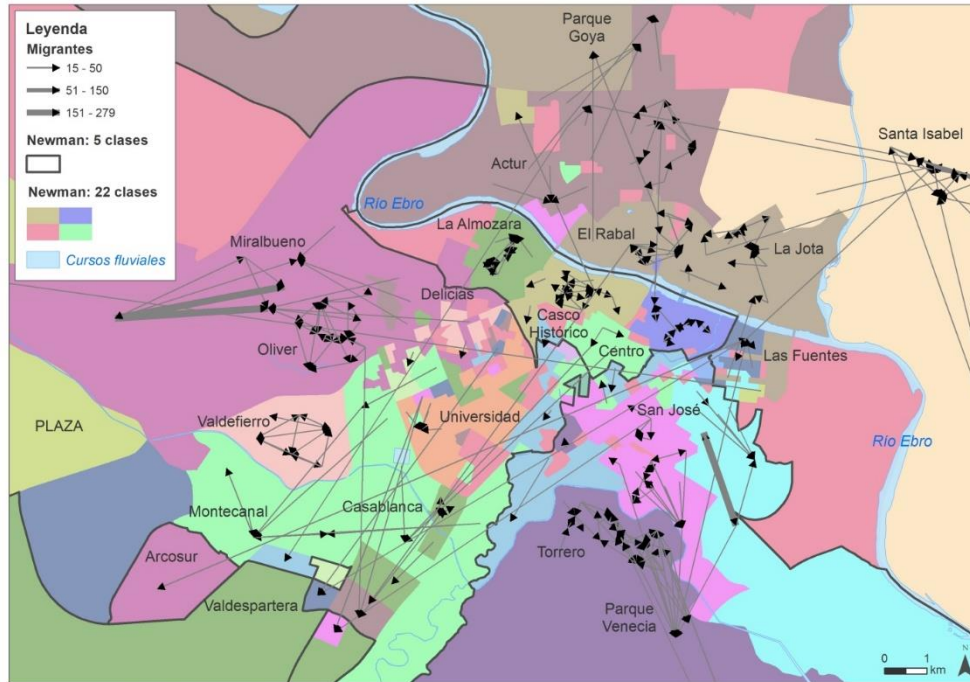 Leyenda
Migrantes
15 - 50
51 - 150
151 - 279
Newman: 5 clases
Newman: 22 clases
Cursos fluviales
Parque
Goya
Santa Isabel
Actur
Río Ebro
La Almozara
El Rabal
La Jota
Miralbueno
Delicias
Casco
Histórico
Centro
Las Fuentes
Oliver
PLAZA
Valdefierro
Universidad
San José
Río Ebro
Montecanal
Casablanca
Arcosur
Torrero
Valdespartera
Parque
Venecia
N
0 1
km